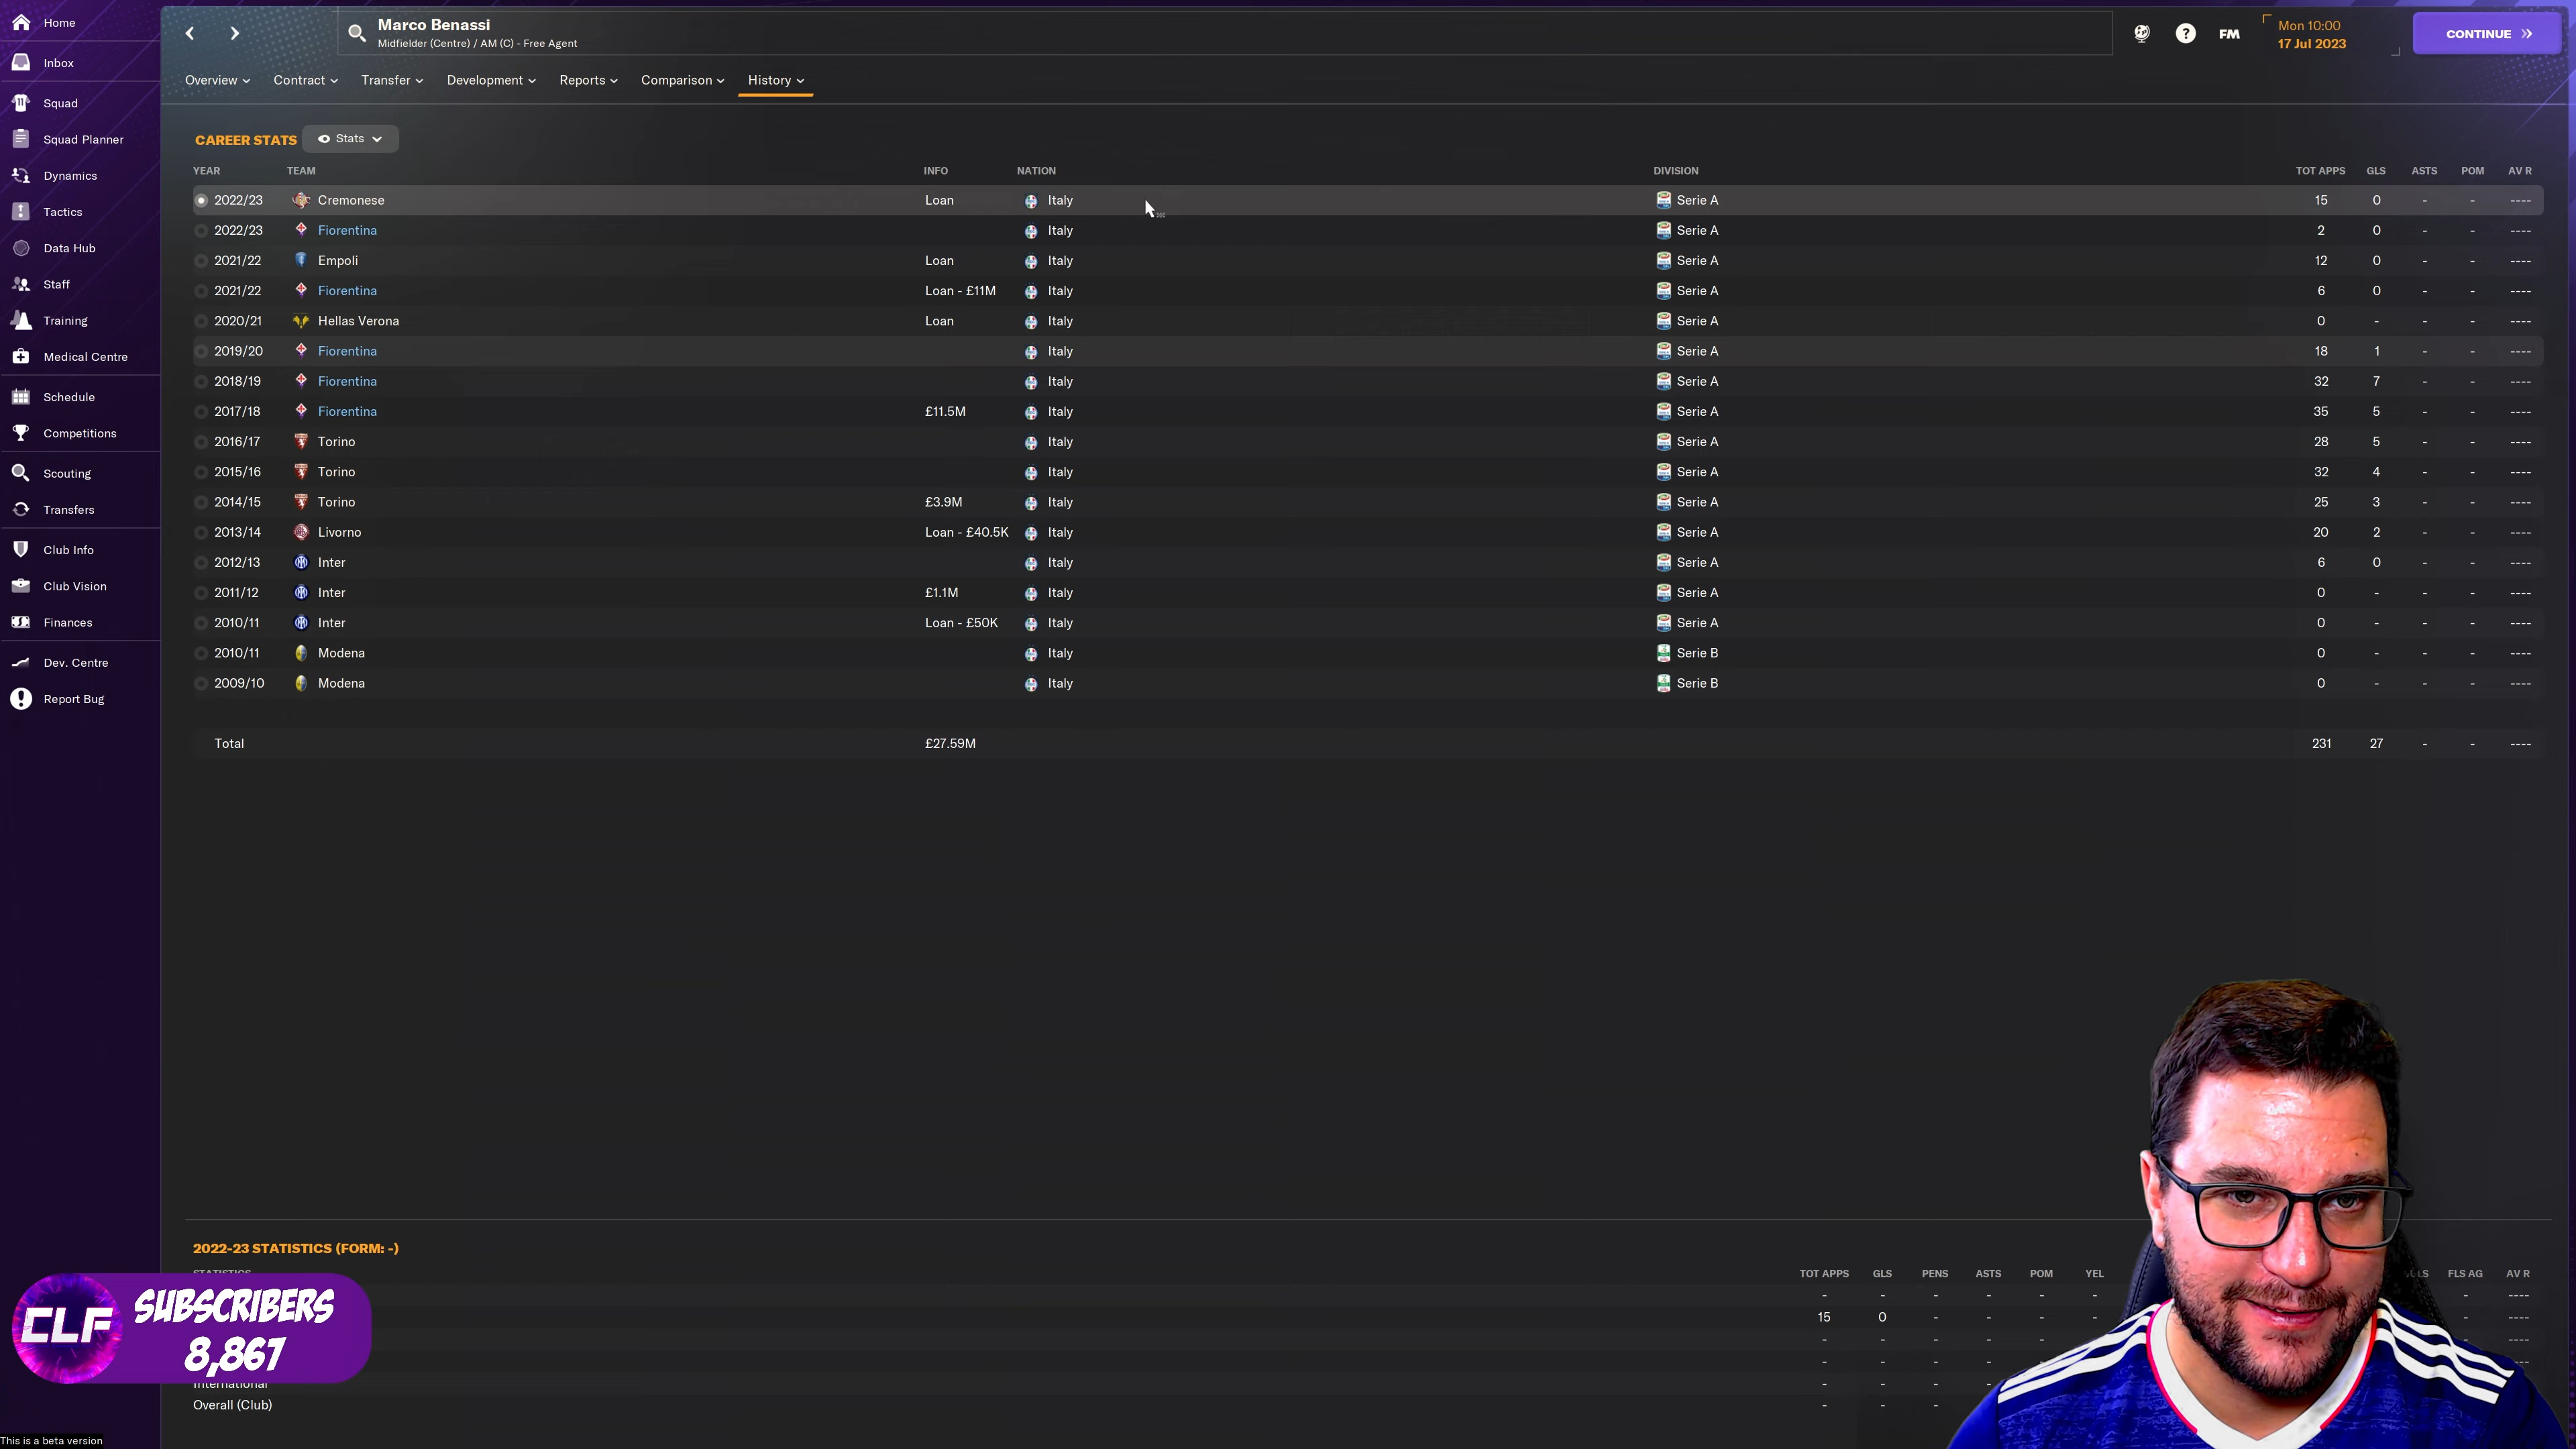 Home
Inbox
Squad
Squad Planner
Dynamics
Tactics
Data Hub
Staff
Training
Medical Centre
Schedule
Competitions
Scouting
Transfers
Club Info
Club Vision
Finances
Dev. Centre
Report Bug
Marco Benassi
Midfielder (Centre) / AM (C) - Free Agent
FM
Mon 10:00
17 Jul 2023
CONTINUE
Overview Contract Transfer Development Reports Comparison History
CAREER STATS Stats
YEAR TEAM INFO NATION DIVISION TOT APPS GLS ASTS POM AV R
2022/23 Cremonese Loan Italy Serie A 15 0 - - ----
2022/23 Fiorentina Italy Serie A 2 0 - - ----
2021/22 Empoli Loan Italy Serie A 12 0 - - ----
2021/22 Fiorentina Loan - £11M Italy Serie A 6 0 - - ----
2020/21 Hellas Verona Loan Italy Serie A 0 - - - ----
2019/20 Fiorentina Italy Serie A 18 1 - - ----
2018/19 Fiorentina Italy Serie A 32 7 - - ----
2017/18 Fiorentina £11.5M Italy Serie A 35 5 - - ----
2016/17 Torino Italy Serie A 28 5 - - ----
2015/16 Torino Italy Serie A 32 4 - - ----
2014/15 Torino £3.9M Italy Serie A 25 3 - - ----
2013/14 Livorno Loan - £40.5K Italy Serie A 20 2 - - ----
2012/13 Inter Italy Serie A 6 0 - - ----
2011/12 Inter £1.1M Italy Serie A 0 - - - ----
2010/11 Inter Loan - £50K Italy Serie A 0 - - - ----
2010/11 Modena Italy Serie B 0 - - - ----
2009/10 Modena Italy Serie B 0 - - - ----
Total £27.59M 231 27 - - ----
2022-23 STATISTICS (FORM: -)
STATISTICS TOT APPS GLS PENS ASTS POM YEL FLS AG AV R
- - - - - - - ----
15 0 - - - - - ----
- - - - - - ----
- - - - -
International - - - - -
Overall (Club) - - -
CLF SUBSCRIBERS
8,867
This is a beta version